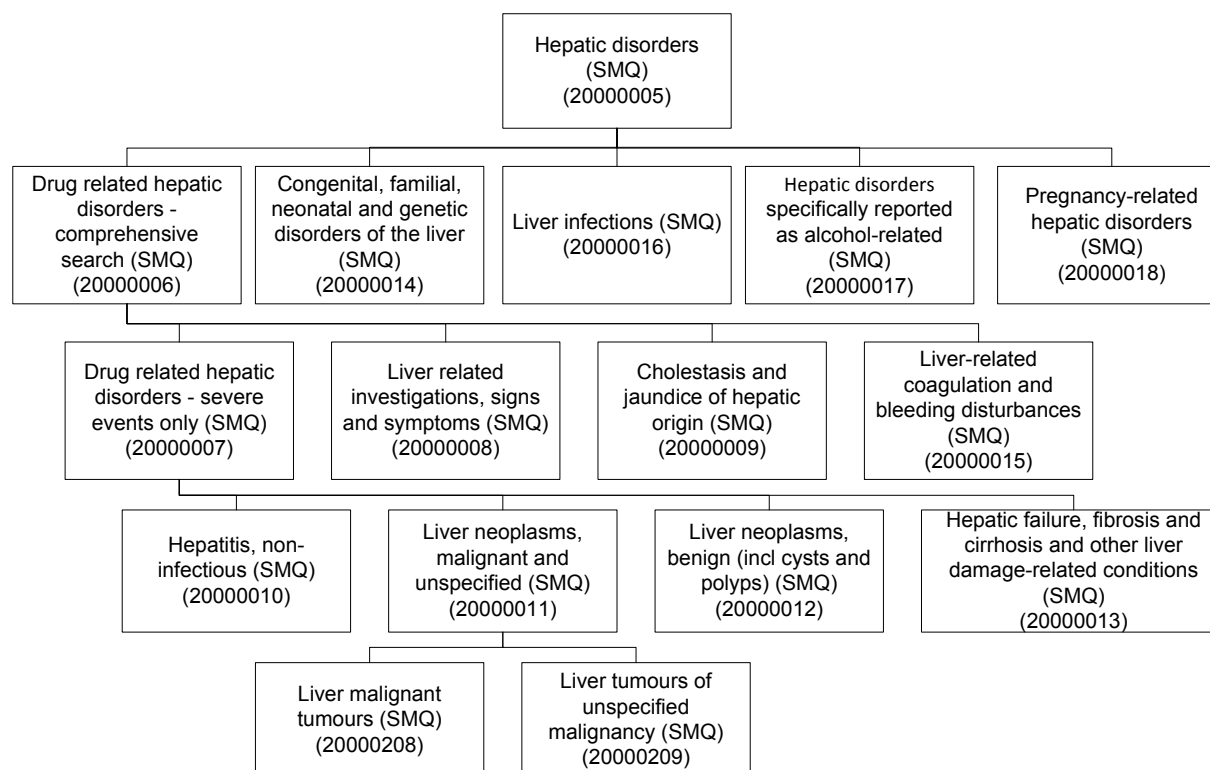 Hepatic disorders
(SMQ)
(20000005)
Drug related hepatic
disorders -
comprehensive
search (SMQ)
(20000006)
Congenital, familial,
neonatal and genetic
disorders of the liver
(SMQ)
(20000014)
Liver infections (SMQ)
(20000016)
Hepatic disorders
specifically reported
as alcohol-related
(SMQ)
(20000017)
Pregnancy-related
hepatic disorders
(SMQ)
(20000018)
Drug related hepatic
disorders - severe
events only (SMQ)
(20000007)
Liver related
investigations, signs
and symptoms (SMQ)
(20000008)
Cholestasis and
jaundice of hepatic
origin (SMQ)
(20000009)
Liver-related
coagulation and
bleeding disturbances
(SMQ)
(20000015)
Hepatitis, non-
infectious (SMQ)
(20000010)
Liver neoplasms,
malignant and
unspecified (SMQ)
(20000011)
Liver neoplasms,
benign (incl cysts and
polyps) (SMQ)
(20000012)
Hepatic failure, fibrosis and
cirrhosis and other liver
damage-related conditions
(SMQ)
(20000013)
Liver malignant
tumours (SMQ)
(20000208)
Liver tumours of
unspecified
malignancy (SMQ)
(20000209)